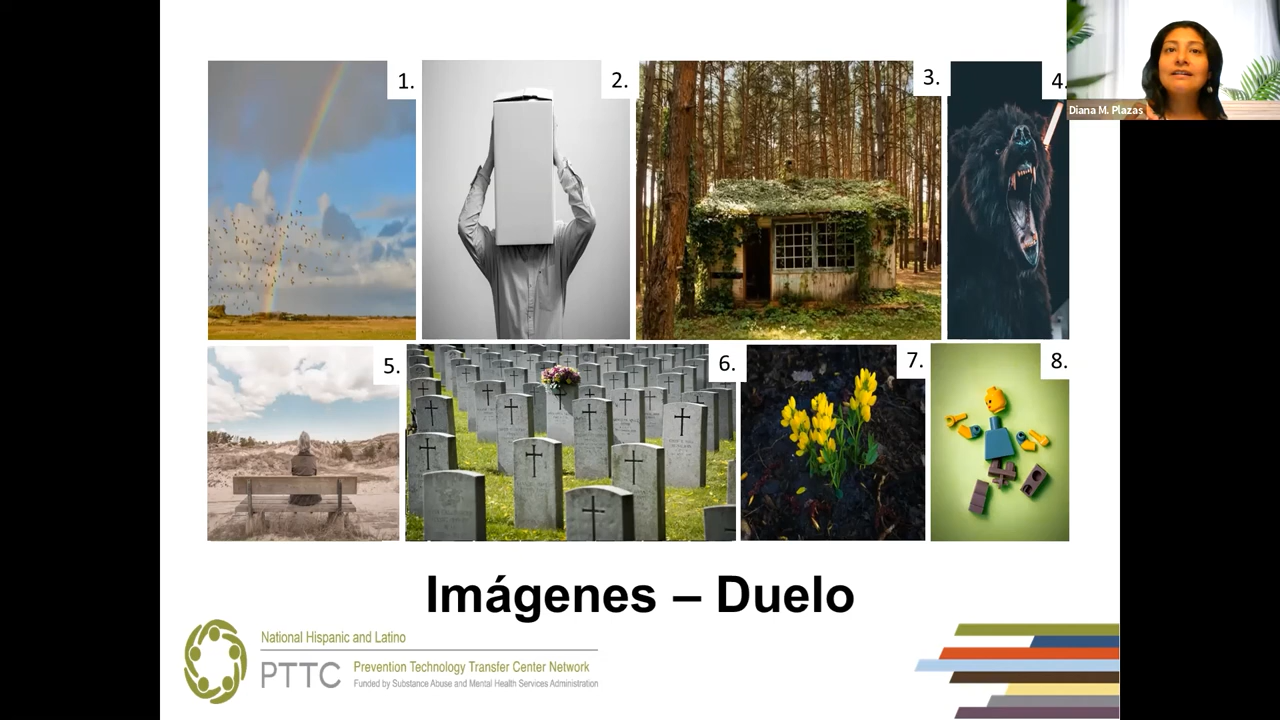 1.
2.
3.
4.
Diana M. Plazas
5.
6.
7.
8.
Imágenes – Duelo
National Hispanic and Latino
PTTC
Prevention Technology Transfer Center Network
Funded by Substance Abuse and Mental Health Services Administration